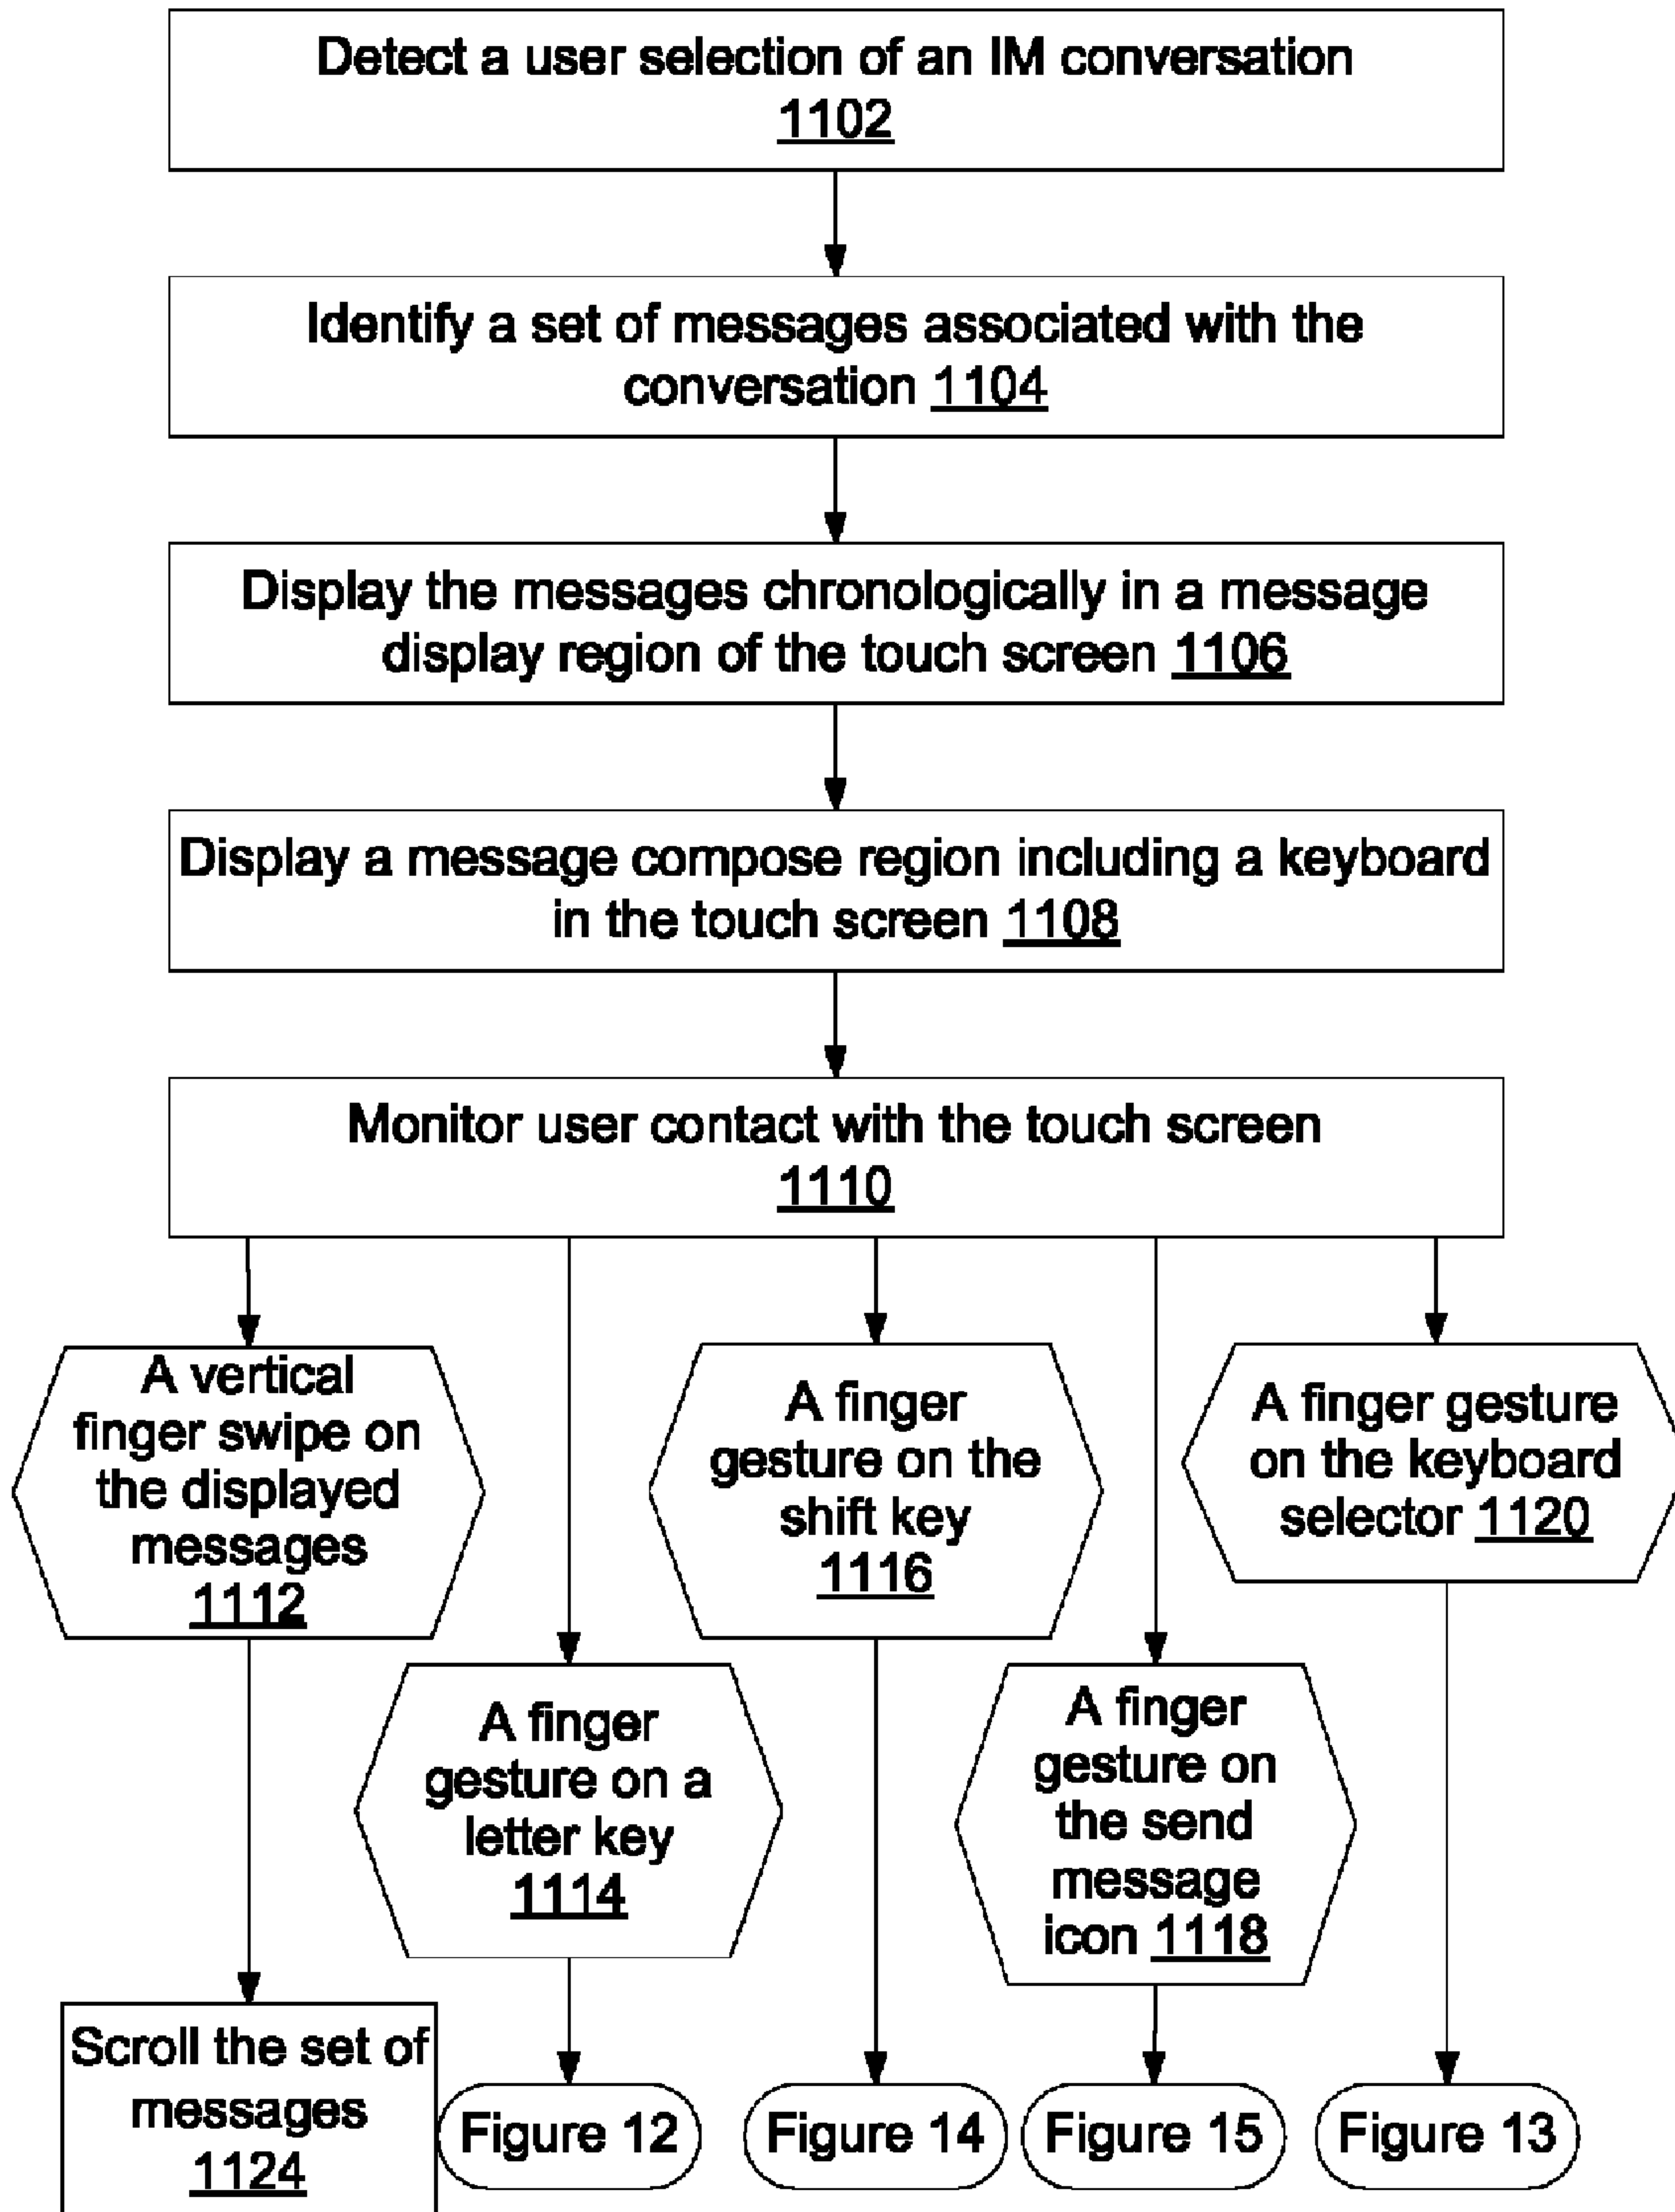 Detect a user selection of an IM conversation
1102
Identify a set of messages associated with the
conversation 1104
Display the messages chronologically in a message
display region of the touch screen 1106
Display a message compose region including a keyboard
in the touch screen 1108
Monitor user contact with the touch screen
1110
A vertical
finger swipe on
the displayed
messages
1112
A finger
gesture on the
shift key
1116
A finger gesture
on the keyboard
selector 1120
A finger
gesture on a
letter key
1114
A finger
gesture on
the send
message
icon 1118
Scroll the set of
messages
1124
Figure 12
Figure 14
Figure 15
Figure 13